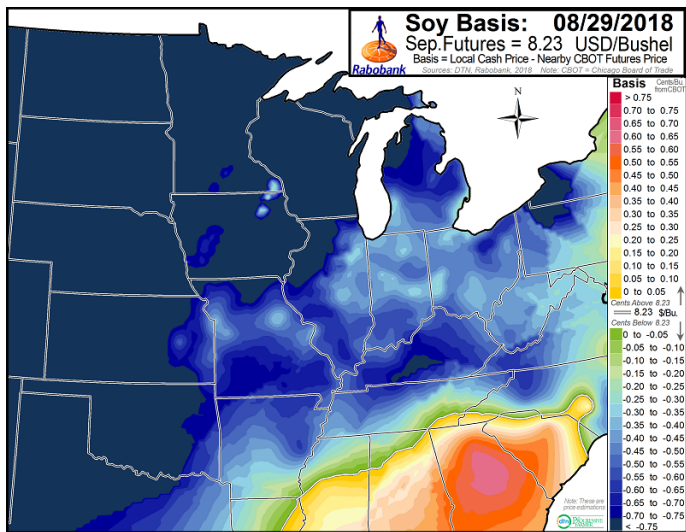 Soy Basis: 08/29/2018
Sep.Futures = 8.23 USD/Bushel
Basis = Local Cash Price - Nearby CBOT Futures Price
Rabobank
Sources: DTN, Rabobank, 2018 Note: CBOT = Chicago Board of Trade
N
Basis Cents/Bu. from CBOT
> 0.75
0.70 to 0.75
0.65 to 0.70
0.60 to 0.65
0.55 to 0.60
0.50 to 0.55
0.45 to 0.50
0.40 to 0.45
0.35 to 0.40
0.30 to 0.35
0.25 to 0.30
0.20 to 0.25
0.15 to 0.20
0.10 to 0.15
0.05 to 0.10
0 to 0.05
Cents Above 8.23
8.23 $/Bu.
Cents Below 8.23
0 to -0.05
-0.05 to -0.10
-0.10 to -0.15
-0.15 to -0.20
-0.20 to -0.25
-0.25 to -0.30
-0.30 to -0.35
-0.35 to -0.40
-0.40 to -0.45
-0.45 to -0.50
-0.50 to -0.55
-0.55 to -0.60
-0.60 to -0.65
-0.65 to -0.70
-0.70 to -0.75
< -0.75
Note: These are
price estimations
dtn Progressive Farmer